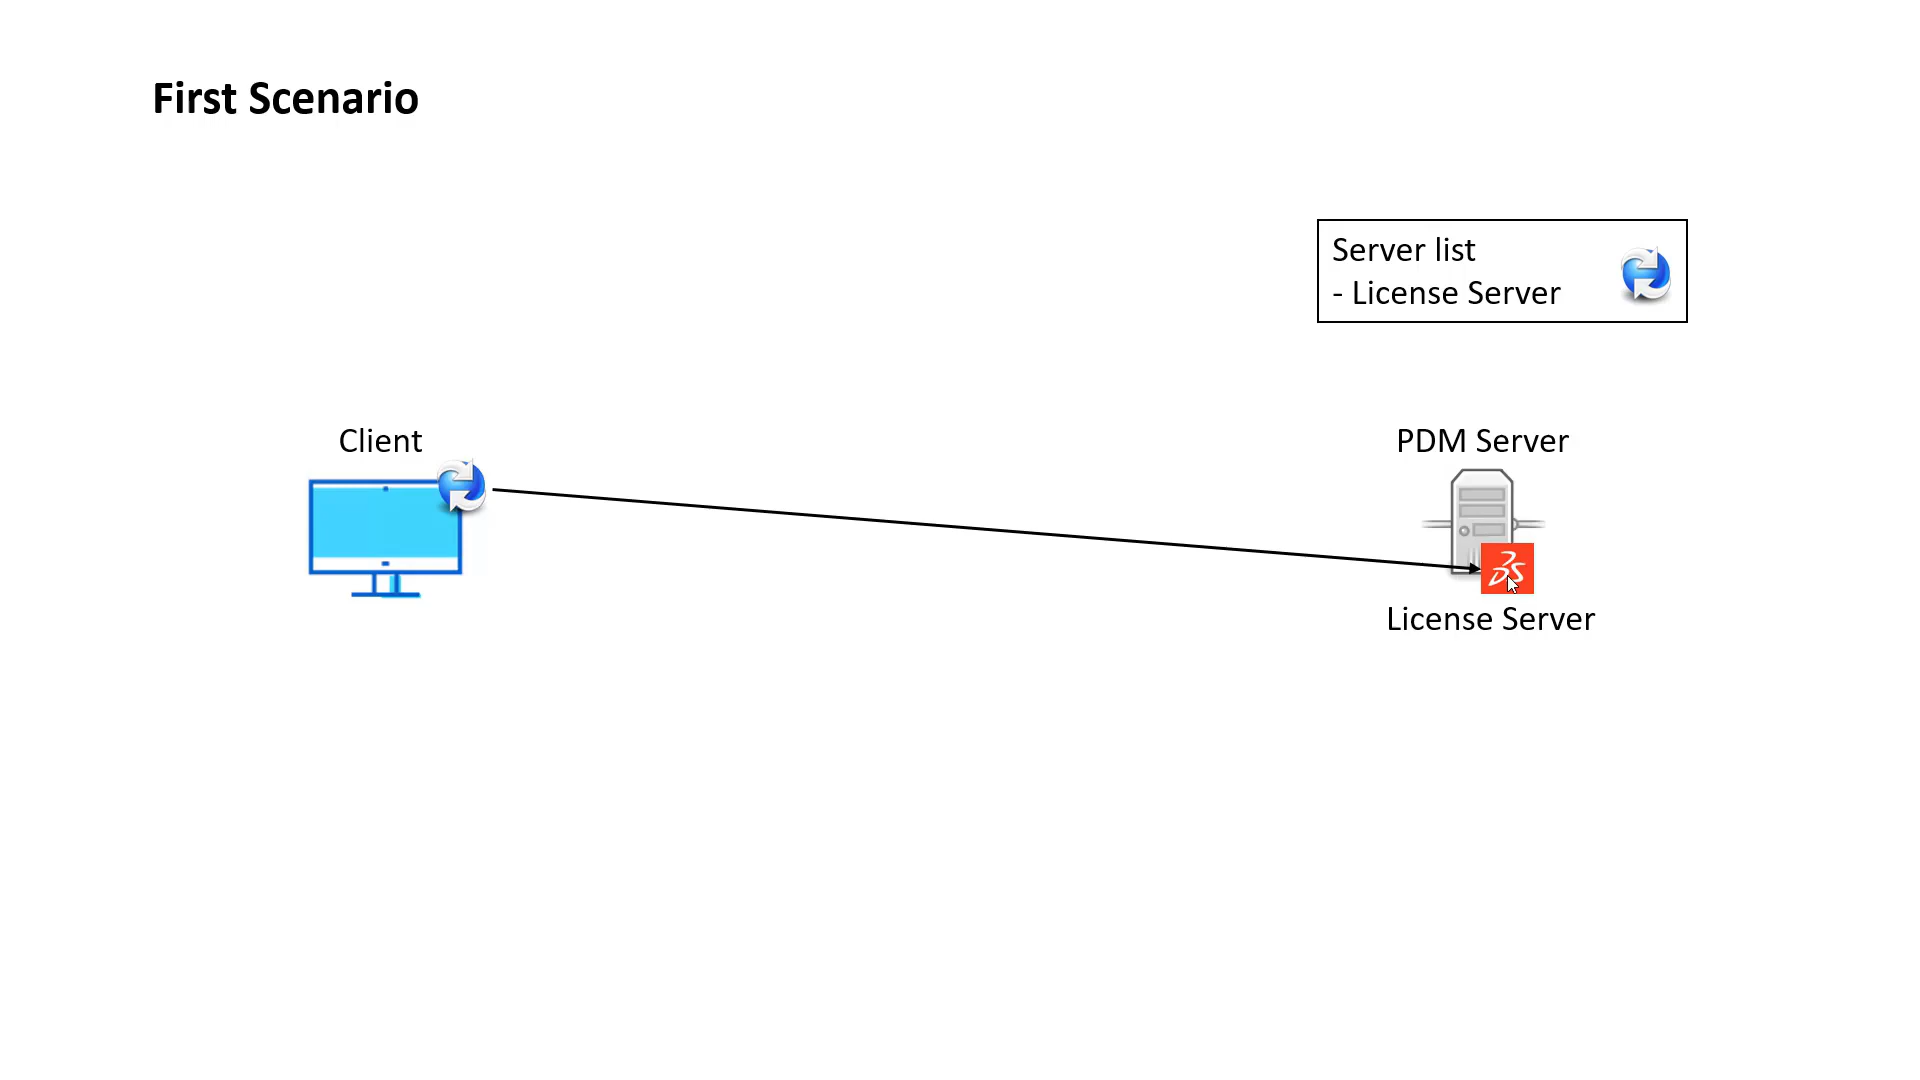 First Scenario
Server list
- License Server
Client
PDM Server
License Server